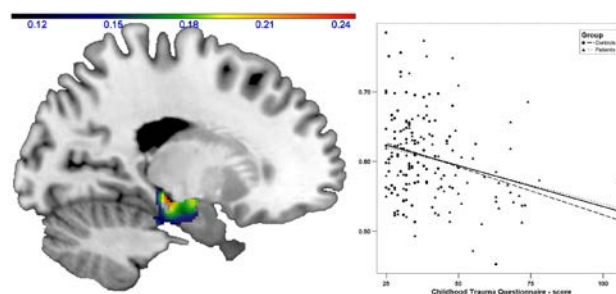 0.12 0.15 0.18 0.21 0.24
Group
Controls
Patients
0.70
0.60
0.50
25 50 75 100
Childhood Trauma Questionnaire - score